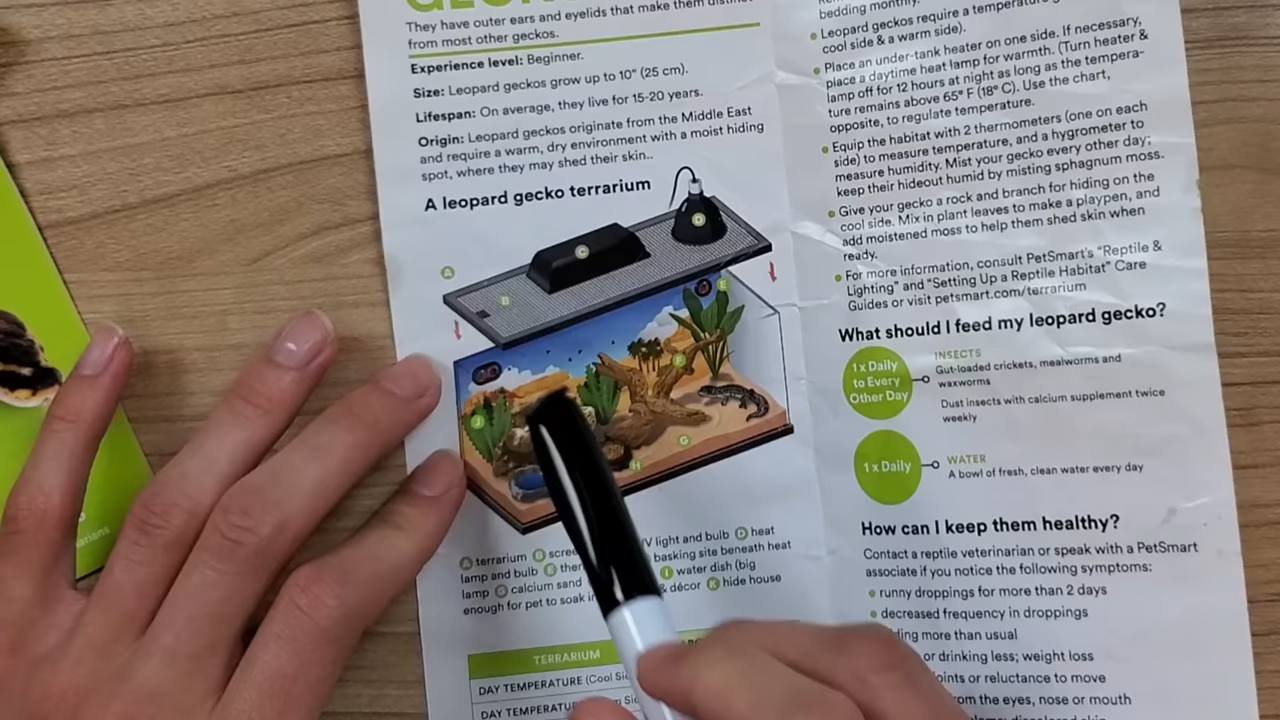 They have outer ears and eyelids that make them distinct
from most other geckos.
Experience level: Beginner.
Size: Leopard geckos grow up to 10" (25 cm).
Lifespan: On average, they live for 15-20 years.
Origin: Leopard geckos originate from the Middle East
and require a warm, dry environment with a moist hiding
spot, where they may shed their skin..
A leopard gecko terrarium
A
B
C
D
E
F
G
H
J
A terrarium B V light and bulb D heat
lamp and bulb E basking site beneath heat
lamp G calcium sand I water dish (big
enough for pet to soak & décor K hide house
TERRARIUM
DAY TEMPERATURE (Cool
DAY
bedding monthly.
Leopard geckos require a
cool side & a warm side).
Place an under-tank heater on one side. If necessary,
place a daytime heat lamp for warmth. (Turn heater &
lamp off for 12 hours at night as long as the tempera-
ture remains above 65° F (18° C). Use the chart,
opposite, to regulate temperature.
Equip the habitat with 2 thermometers (one on each
side) to measure temperature, and a hygrometer to
measure humidity. Mist your gecko every other day;
keep their hideout humid by misting sphagnum moss.
Give your gecko a rock and branch for hiding on the
cool side. Mix in plant leaves to make a playpen, and
add moistened moss to help them shed skin when
ready.
For more information, consult PetSmart's "Reptile &
Lighting" and "Setting Up a Reptile Habitat" Care
Guides or visit petsmart.com/terrarium
What should I feed my leopard gecko?
1x Daily
to Every
Other Day
INSECTS
Gut-loaded crickets, mealworms and
waxworms
Dust insects with calcium supplement twice
weekly
1x Daily
WATER
A bowl of fresh, clean water every day
How can I keep them healthy?
Contact a reptile veterinarian or speak with a PetSmart
associate if you notice the following symptoms:
runny droppings for more than 2 days
decreased frequency in droppings
more than usual
or drinking less; weight loss
or reluctance to move
the eyes, nose or mouth